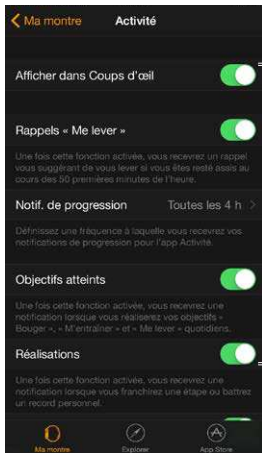 Ma montre
Activité
Afficher dans Coups d'œil
Rappels « Me lever »
Une fois cette fonction activée, vous recevrez un rappel
vous suggérant de vous lever si vous êtes resté assis au
cours des 50 premières minutes de l'heure.
Notif. de progression
Toutes les 4 h
Définissez une fréquence à laquelle vous recevrez vos
notifications de progression pour l'app Activité.
Objectifs atteints
Une fois cette fonction activée, vous recevrez une
notification lorsque vous réaliserez vos objectifs «
Bouger », « M'entraîner » et « Me lever » quotidiens.
Réalisations
Une fois cette fonction activée, vous recevrez une
notification lorsque vous franchirez une étape ou battrez
un record personnel.
Ma montre
Explorer
App Store